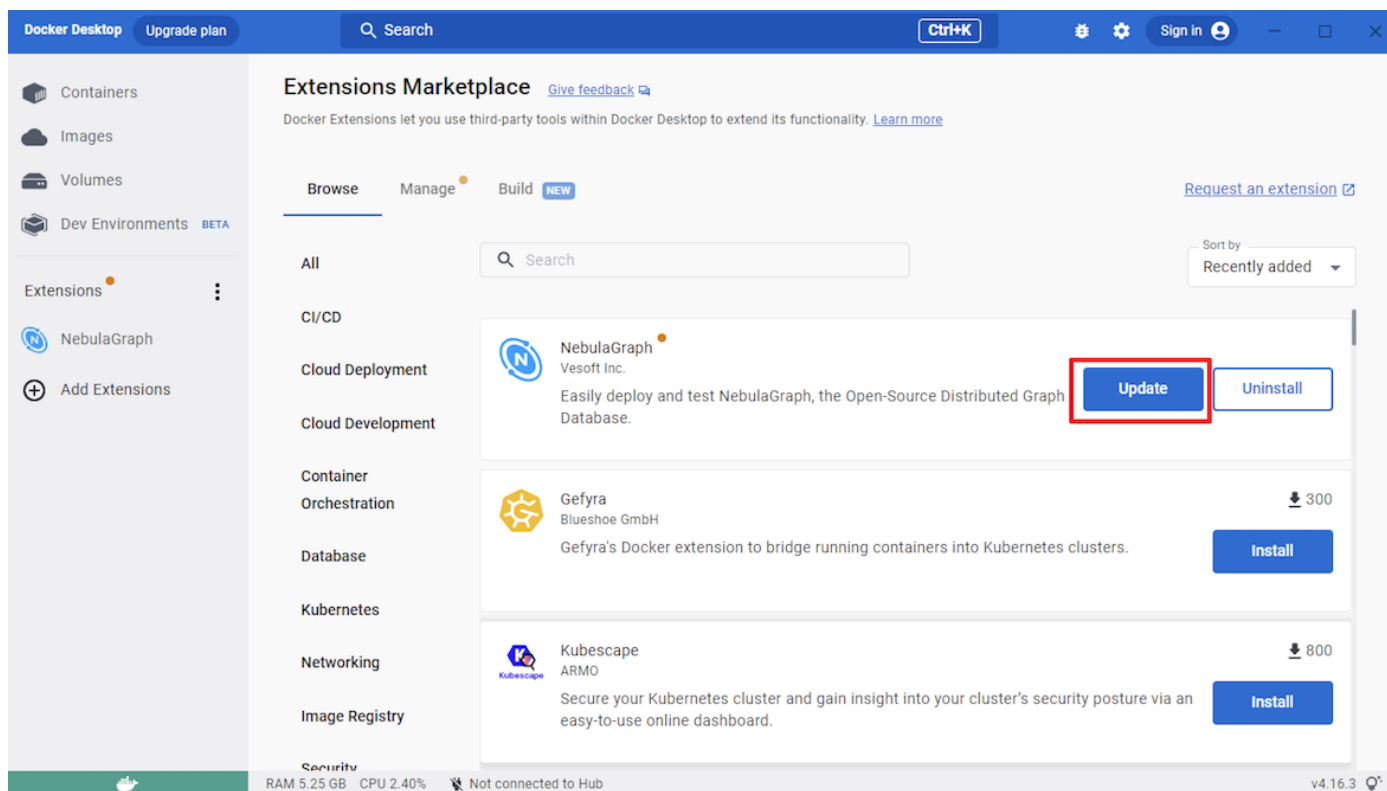 Docker Desktop Upgrade plan Search Ctrl+K Sign in
Containers
Images
Volumes
Dev Environments BETA
Extensions
NebulaGraph
Add Extensions
Extensions Marketplace Give feedback
Docker Extensions let you use third-party tools within Docker Desktop to extend its functionality. Learn more
Browse Manage Build NEW Request an extension
All
CI/CD
Cloud Deployment
Cloud Development
Container
Orchestration
Database
Kubernetes
Networking
Image Registry
Security
Search
Sort by
Recently added
NebulaGraph
Vesoft Inc.
Easily deploy and test NebulaGraph, the Open-Source Distributed Graph
Database.
Update Uninstall
Gefyra
Blueshoe GmbH
Gefyra's Docker extension to bridge running containers into Kubernetes clusters.
300
Install
Kubescape
Kubescape
ARMO
Secure your Kubernetes cluster and gain insight into your cluster's security posture via an
easy-to-use online dashboard.
800
Install
RAM 5.25 GB CPU 2.40% Not connected to Hub v4.16.3